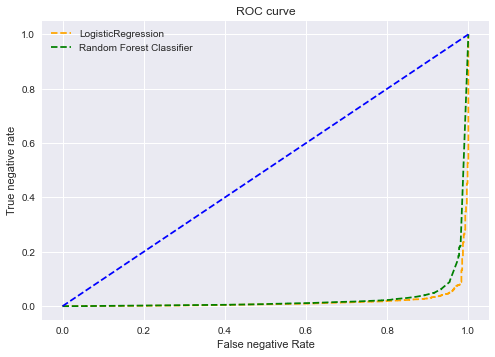 ROC curve
LogisticRegression
Random Forest Classifier
True negative rate
1.0
0.8
0.6
0.4
0.2
0.0
0.0 0.2 0.4 0.6 0.8 1.0
False negative Rate